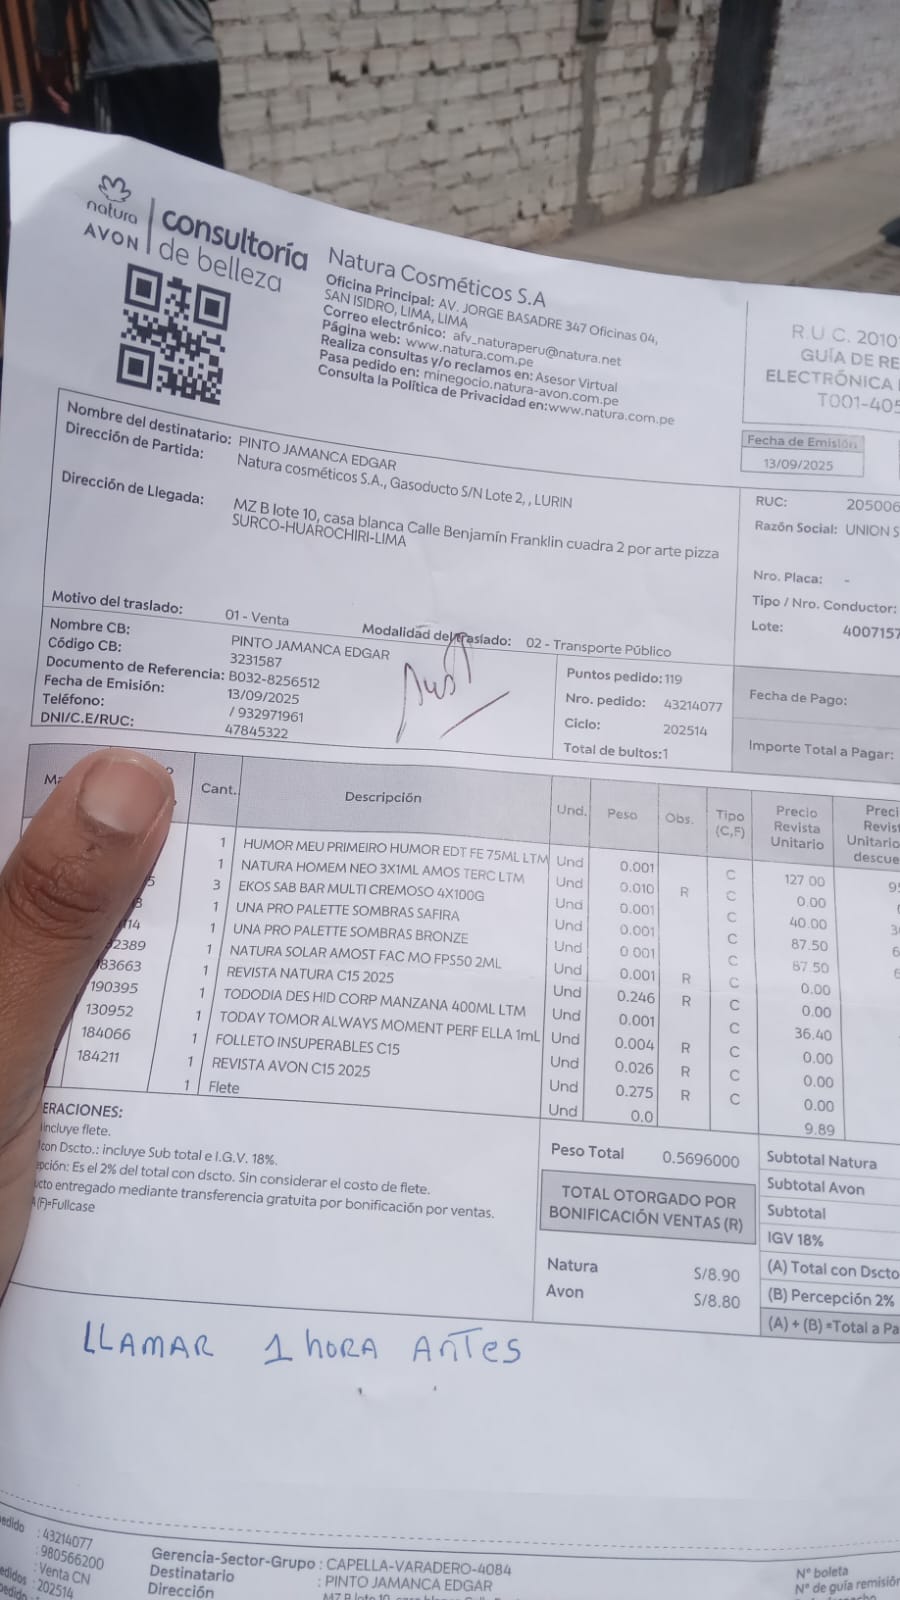 natura
AVON
consultoría
de belleza
Natura Cosméticos S.A
Oficina Principal: AV. JORGE BASADRE 347 Oficinas 04,
SAN ISIDRO, LIMA, LIMA
Correo electrónico: afv_naturaperu@natura.net
Página web: www.natura.com.pe
Realiza consultas y/o reclamos en: Asesor Virtual
Pasa pedido en: minegocio.natura-avon.com.pe
Consulta la Política de Privacidad en:www.natura.com.pe
R.U.C. 2010
GUÍA DE RE
ELECTRÓNICA
T001-405
Fecha de Emisión
13/09/2025
Nombre del destinatario: PINTO JAMANCA EDGAR
Dirección de Partida: Natura cosméticos S.A., Gasoducto S/N Lote 2, , LURIN
Dirección de Llegada: MZ B lote 10, casa blanca Calle Benjamín Franklin cuadra 2 por arte pizza
SURCO-HUAROCHIRI-LIMA
RUC: 205006
Razón Social: UNION S
Nro. Placa: -
Tipo / Nro. Conductor:
Lote: 4007157
Motivo del traslado: 01 - Venta
Modalidad del traslado: 02 - Transporte Público
Nombre CB: PINTO JAMANCA EDGAR
Código CB: 3231587
Documento de Referencia: B032-8256512
Fecha de Emisión: 13/09/2025
Teléfono: / 932971961
DNI/C.E/RUC: 47845322
Puntos pedido: 119
Nro. pedido: 43214077
Ciclo: 202514
Total de bultos:1
Fecha de Pago:
Importe Total a Pagar:
Cant. Descripción Und. Peso Obs. Tipo (C,F) Precio Revista Unitario Preci Revist Unitario descue
1 HUMOR MEU PRIMEIRO HUMOR EDT FE 75ML LTM Und 0.001 C 127.00
1 NATURA HOMEM NEO 3X1ML AMOS TERC LTM Und 0.010 R C 0.00
3 EKOS SAB BAR MULTI CREMOSO 4X100G Und 0.001 C 40.00
1 UNA PRO PALETTE SOMBRAS SAFIRA Und 0.001 C 87.50
1 UNA PRO PALETTE SOMBRAS BRONZE Und 0.001 C 87.50
1 NATURA SOLAR AMOST FAC MO FPS50 2ML Und 0.001 R C 0.00
83663 1 REVISTA NATURA C15 2025 Und 0.246 R C 0.00
190395 1 TODODIA DES HID CORP MANZANA 400ML LTM Und 0.001 C 36.40
130952 1 TODAY TOMOR ALWAYS MOMENT PERF ELLA 1mL Und 0.004 R C 0.00
184066 1 FOLLETO INSUPERABLES C15 Und 0.026 R C 0.00
184211 1 REVISTA AVON C15 2025 Und 0.275 R C 0.00
1 Flete Und 0.0 9.89
ERACIONES:
incluye flete.
con Dscto.: incluye Sub total e I.G.V. 18%.
epción: Es el 2% del total con dscto. Sin considerar el costo de flete.
ucto entregado mediante transferencia gratuita por bonificación por ventas.
(F)=Fullcase
Peso Total 0.5696000
TOTAL OTORGADO POR
BONIFICACIÓN VENTAS (R)
Natura S/8.90
Avon S/8.80
Subtotal Natura
Subtotal Avon
Subtotal
IGV 18%
(A) Total con Dscto
(B) Percepción 2%
(A) + (B) =Total a Pa
LLAMAR 1 hORA ANTES
edido : 43214077
: 980566200
: Venta CN
: 202514
Gerencia-Sector-Grupo : CAPELLA-VARADERO-4084
Destinatario : PINTO JAMANCA EDGAR
Dirección
N° boleta
N° de guía remisión